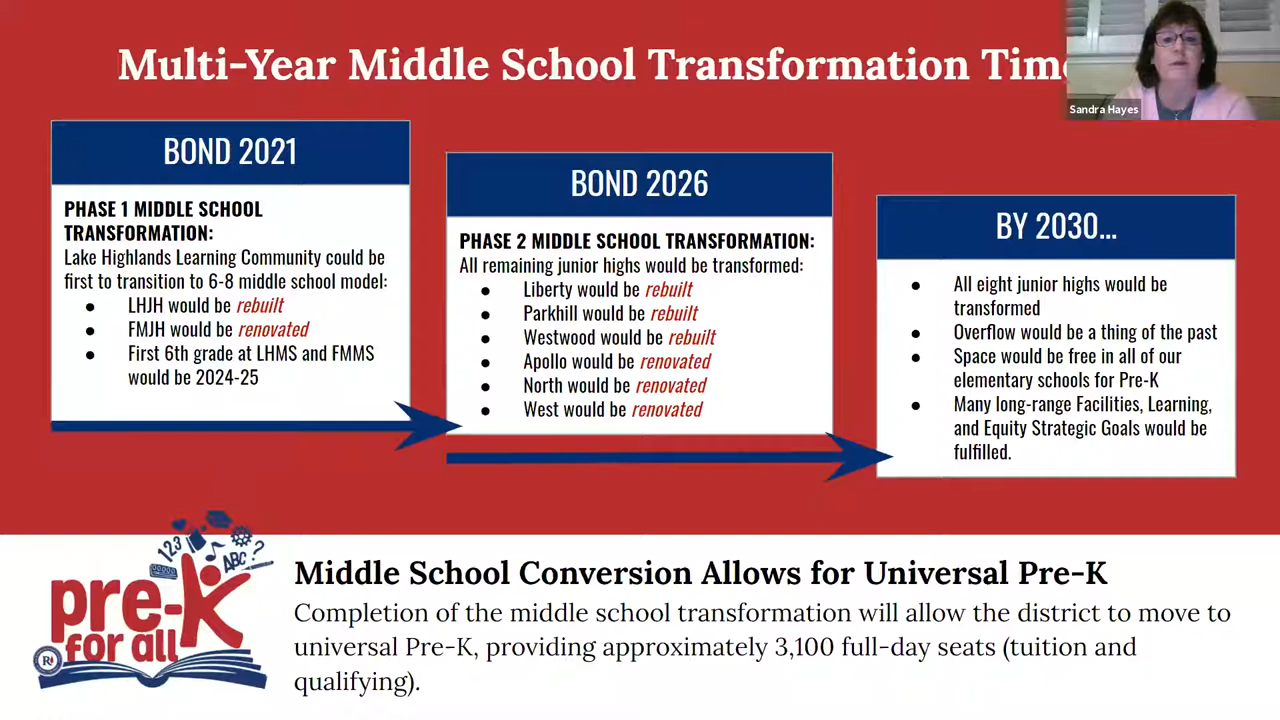 Multi-Year Middle School Transformation
Sandra Hayes
BOND 2021
PHASE 1 MIDDLE SCHOOL
TRANSFORMATION:
Lake Highlands Learning Community could be
first to transition to 6-8 middle school model:
● LHJH would be rebuilt
● FMJH would be renovated
● First 6th grade at LHMS and FMMS
would be 2024-25
BOND 2026
PHASE 2 MIDDLE SCHOOL TRANSFORMATION:
All remaining junior highs would be transformed:
● Liberty would be rebuilt
● Parkhill would be rebuilt
● Westwood would be rebuilt
● Apollo would be renovated
● North would be renovated
● West would be renovated
BY 2030...
● All eight junior highs would be
transformed
● Overflow would be a thing of the past
● Space would be free in all of our
elementary schools for Pre-K
● Many long-range Facilities, Learning,
and Equity Strategic Goals would be
fulfilled.
123
ABC ?
pre-K
for all
R
Middle School Conversion Allows for Universal Pre-K
Completion of the middle school transformation will allow the district to move to
universal Pre-K, providing approximately 3,100 full-day seats (tuition and
qualifying).